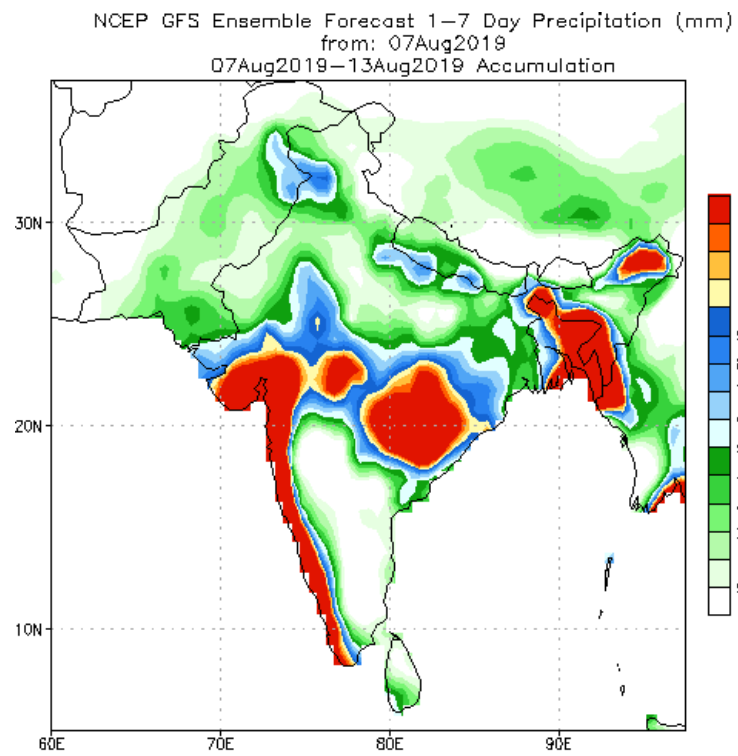 NCEP GFS Ensemble Forecast 1-7 Day Precipitation (mm)
from: 07Aug2019
07Aug2019-13Aug2019 Accumulation
30N
20N
10N
60E
70E
80E
90E